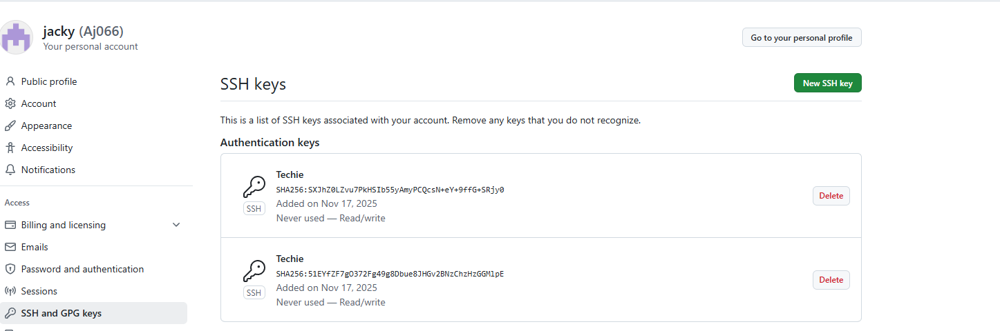 jacky (Aj066)
Your personal account
Go to your personal profile
Public profile
Account
Appearance
Accessibility
Notifications
Access
Billing and licensing
Emails
Password and authentication
Sessions
SSH and GPG keys
SSH keys
New SSH key
This is a list of SSH keys associated with your account. Remove any keys that you do not recognize.
Authentication keys
Techie
SHA256:SXJhZ0LZvu7PkHSIb55yAmyPCQcsN+eY+9ffG+SRjy0
Added on Nov 17, 2025
Never used — Read/write
SSH
Delete
Techie
SHA256:51EYfZF7gO372Fg49g8Dbue8JHGv2BNzChzHzGGMlpE
Added on Nov 17, 2025
Never used — Read/write
SSH
Delete